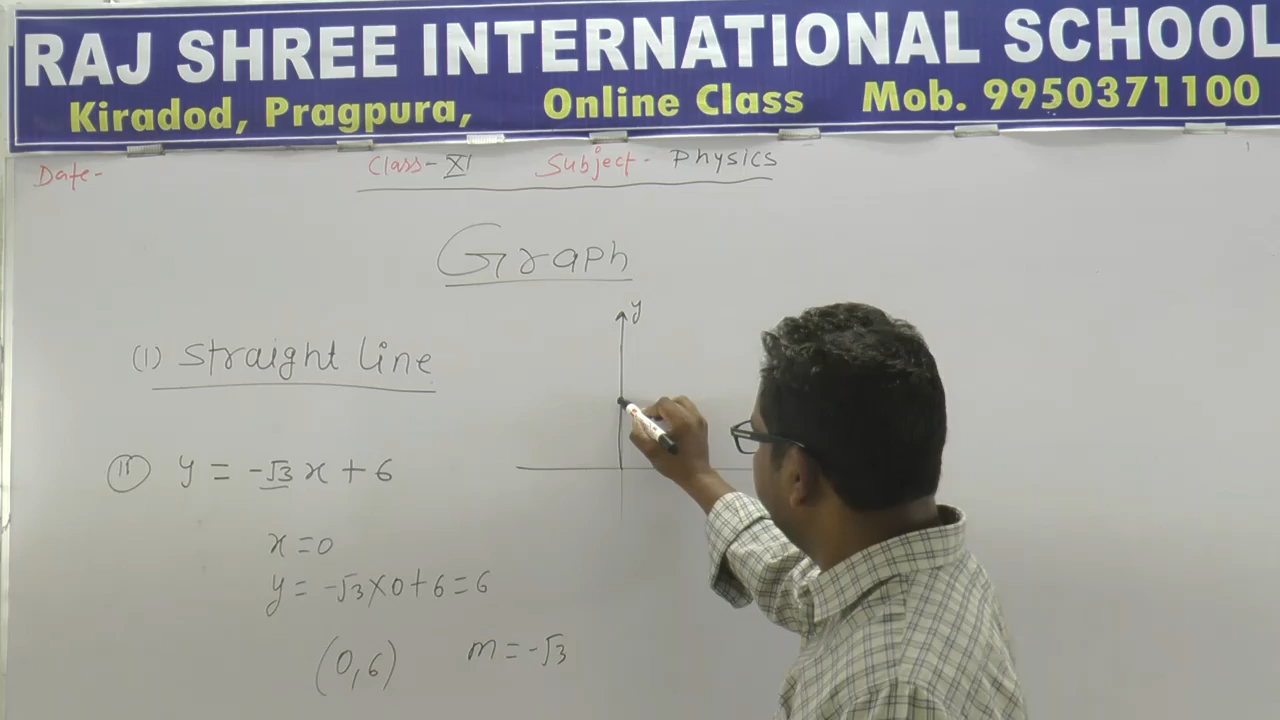 RAJ SHREE INTERNATIONAL SCHOOL
Kiradod, Pragpura, Online Class Mob. 9950371100
Date- Class-XI Subject- Physics
Graph
y
(1) Straight Line
(11) y = -√3 x + 6
x = 0
y = -√3 × 0 + 6 = 6
(0,6) m = -√3